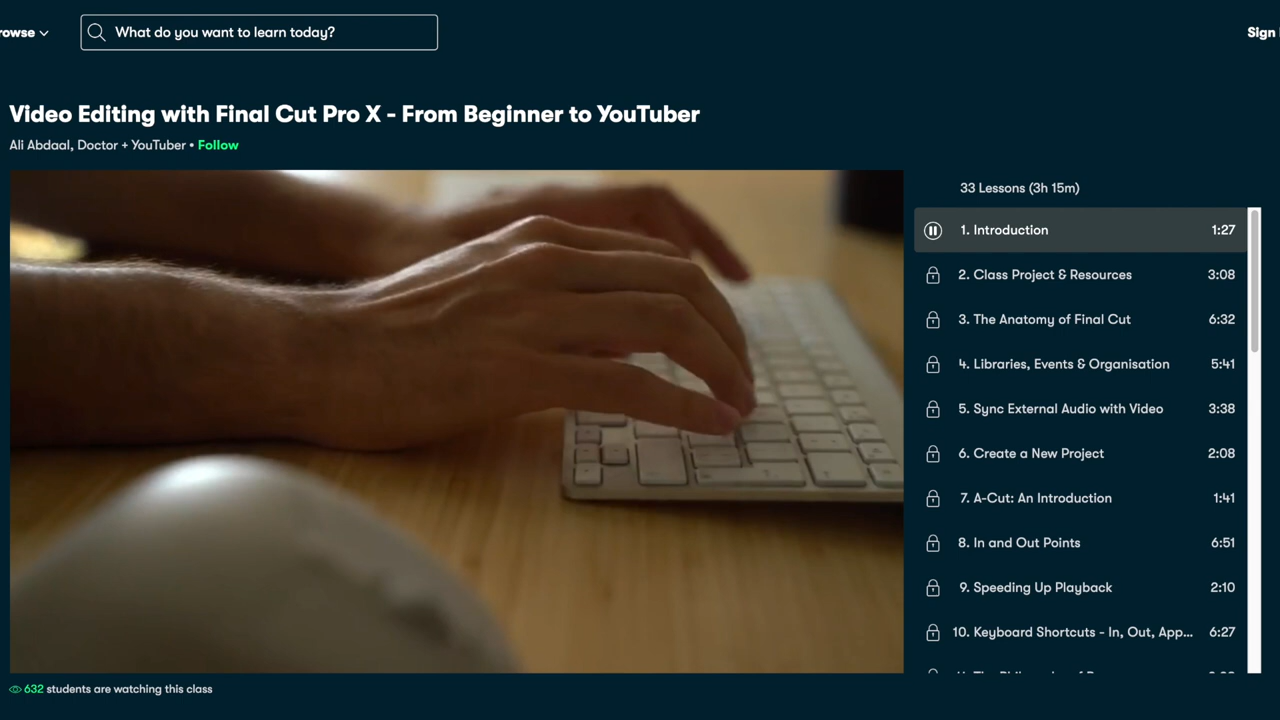 rowse
What do you want to learn today?
Sign
Video Editing with Final Cut Pro X - From Beginner to YouTuber
Ali Abdaal, Doctor + YouTuber • Follow
33 Lessons (3h 15m)
1. Introduction 1:27
2. Class Project & Resources 3:08
3. The Anatomy of Final Cut 6:32
4. Libraries, Events & Organisation 5:41
5. Sync External Audio with Video 3:38
6. Create a New Project 2:08
7. A-Cut: An Introduction 1:41
8. In and Out Points 6:51
9. Speeding Up Playback 2:10
10. Keyboard Shortcuts - In, Out, App... 6:27
632 students are watching this class